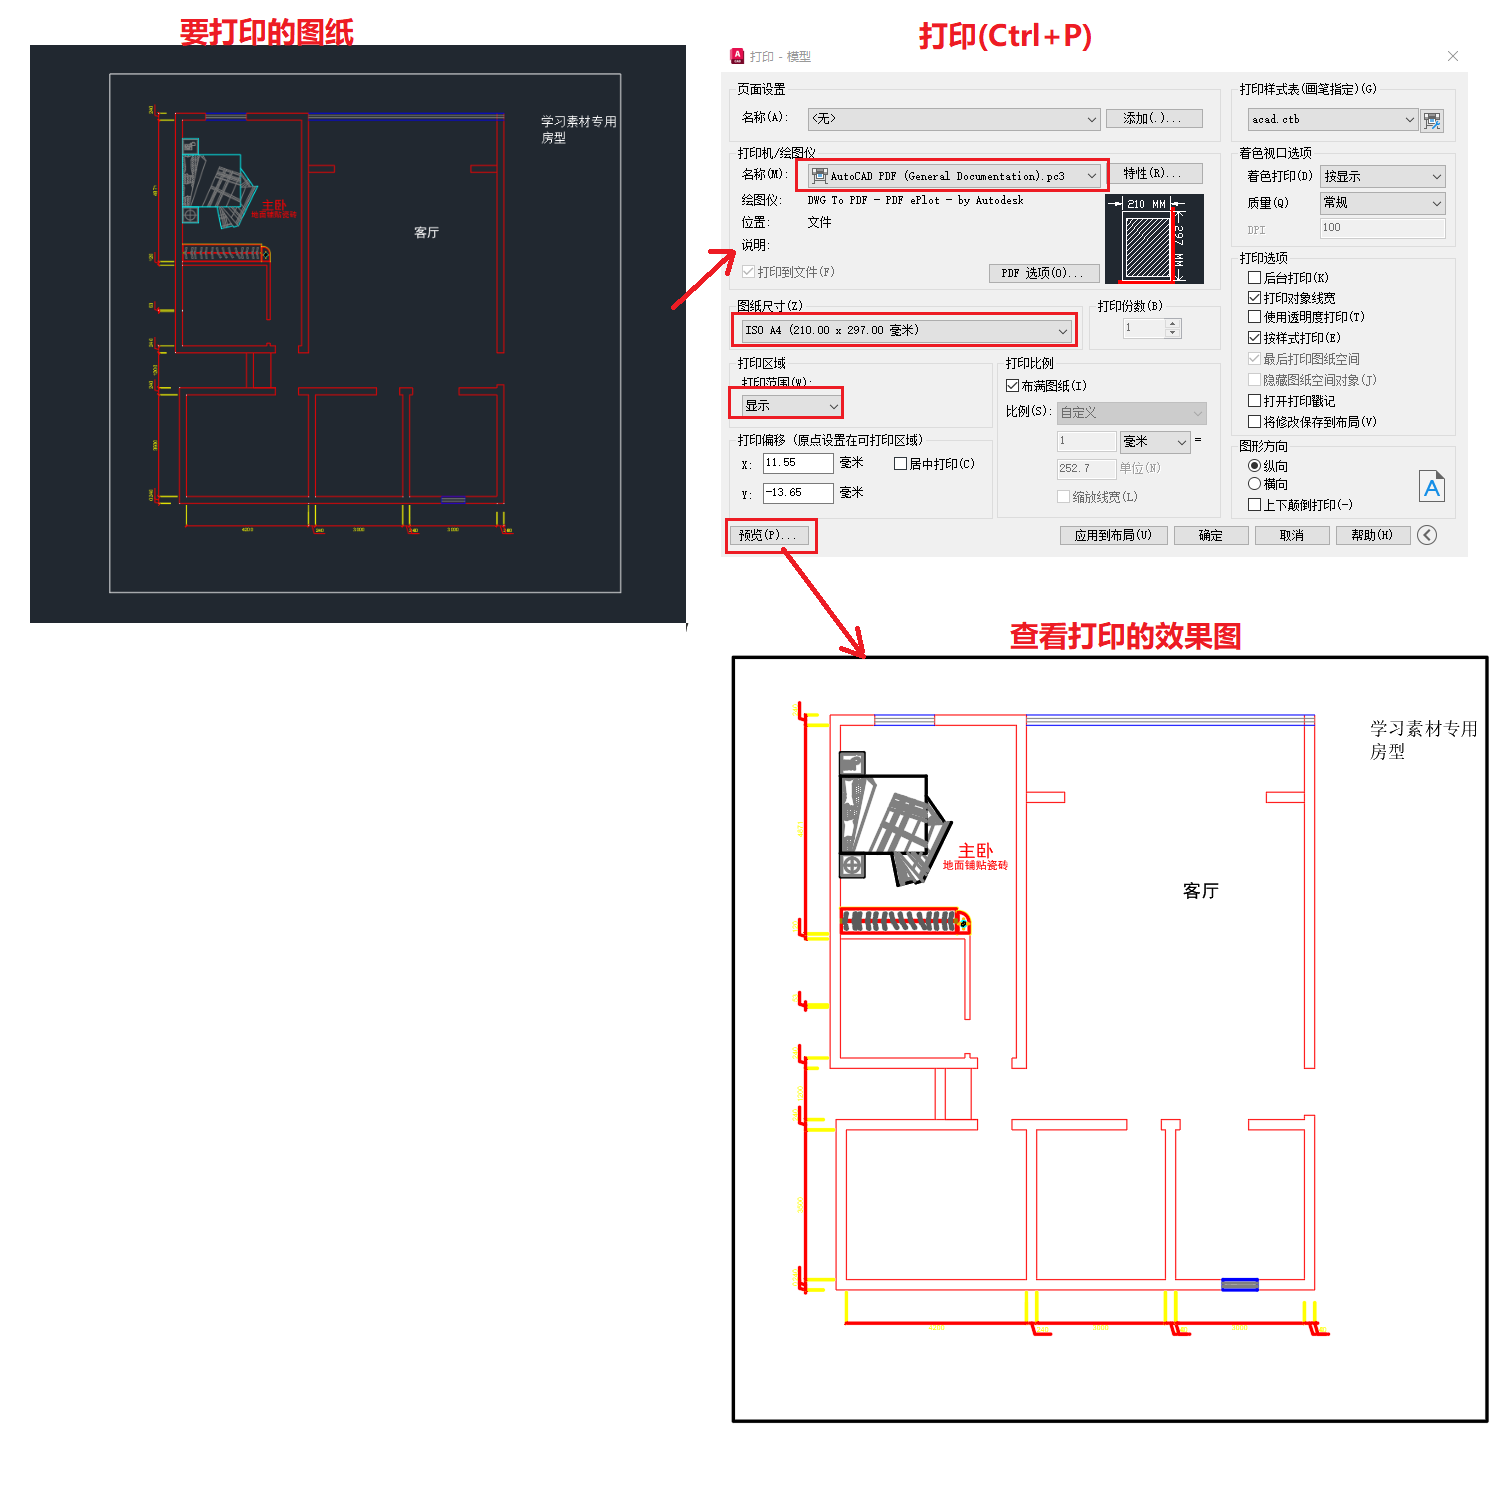 要打印的图纸
学习素材专用
房型
主卧
地面铺贴瓷砖
客厅
打印(Ctrl+P)
打印 - 模型
页面设置
名称(A):
<无>
添加(.)...
打印机/绘图仪
名称(M):
AutoCAD PDF (General Documentation).pc3
特性(R)...
绘图仪:
DWG To PDF - PDF ePlot - by Autodesk
位置:
文件
说明:
打印到文件(F)
PDF 选项(O)...
210 MM
297 MM
图纸尺寸(Z)
ISO A4 (210.00 x 297.00 毫米)
打印份数(B)
1
打印区域
打印范围(W):
显示
打印比例
布满图纸(I)
比例(S):
自定义
1
毫米
=
252.7
单位(N)
缩放线宽(L)
打印偏移 (原点设置在可打印区域)
X:
11.55
毫米
居中打印(C)
Y:
-13.65
毫米
预览(P)...
应用到布局(U)
确定
取消
帮助(H)
打印样式表(画笔指定)(G)
acad.ctb
着色视口选项
着色打印(D)
按显示
质量(Q)
常规
DPI
100
打印选项
后台打印(K)
打印对象线宽
使用透明度打印(T)
按样式打印(E)
最后打印图纸空间
隐藏图纸空间对象(J)
打开打印戳记
将修改保存到布局(V)
图形方向
纵向
横向
上下颠倒打印(-)
A
查看打印的效果图
学习素材专用
房型
主卧
地面铺贴瓷砖
客厅